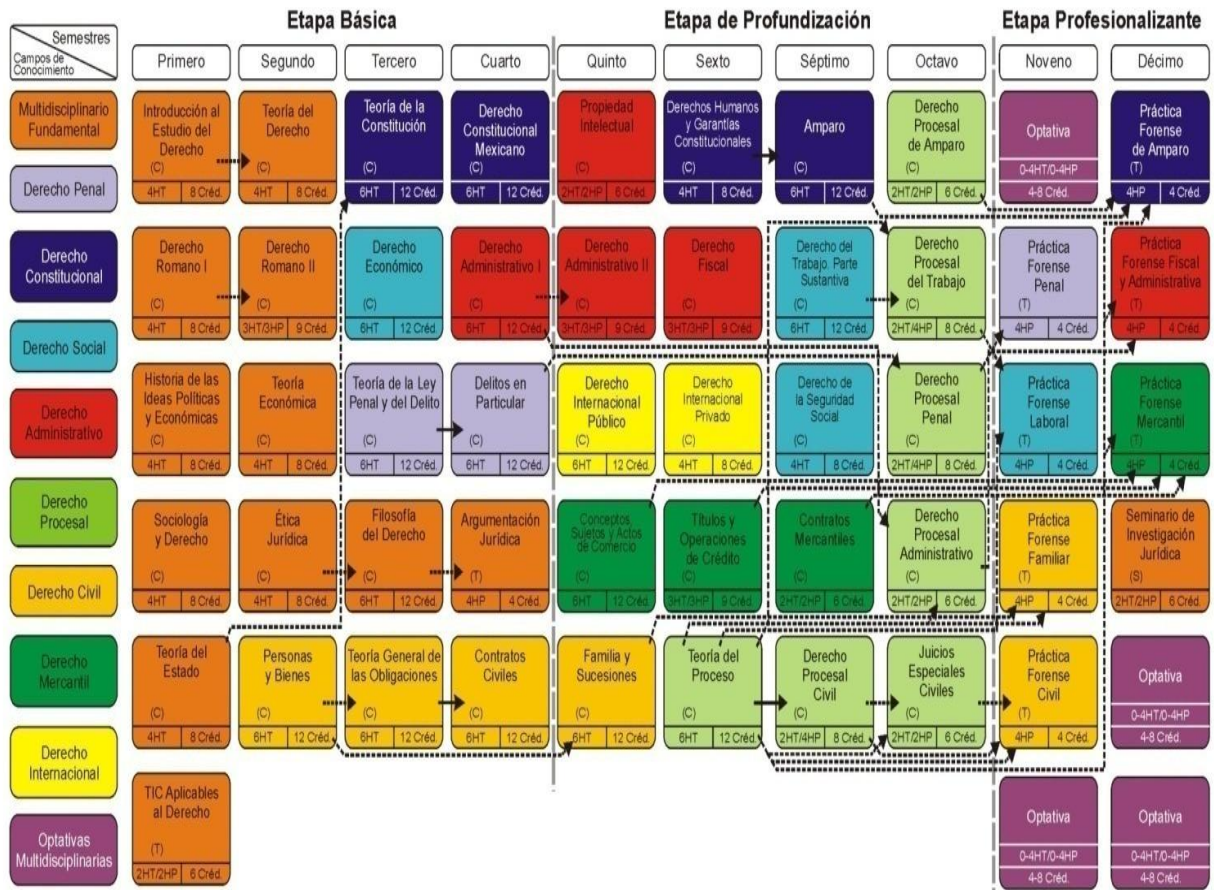 Etapa Básica
Etapa de Profundización
Etapa Profesionalizante
Semestres
Campos de
Conocimiento
Primero
Segundo
Tercero
Cuarto
Quinto
Sexto
Séptimo
Octavo
Noveno
Décimo
Multidisciplinario
Fundamental
Introducción al
Estudio del
Derecho
(C)
4HT 8 Créd.
Teoría del
Derecho
(C)
4HT 8 Créd.
Teoría de la
Constitución
(C)
6HT 12 Créd.
Derecho
Constitucional
Mexicano
(C)
6HT 12 Créd.
Propiedad
Intelectual
(C)
2HT/2HP 6 Créd.
Derechos Humanos
y Garantías
Constitucionales
(C)
4HT 8 Créd.
Amparo
(C)
6HT 12 Créd.
Derecho
Procesal
de Amparo
(C)
2HT/2HP 6 Créd.
Optativa
0-4HT/0-4HP
4-8 Créd.
Práctica
Forense
de Amparo
(T)
4HP 4 Créd.
Derecho Penal
Derecho
Constitucional
Derecho
Romano I
(C)
4HT 8 Créd.
Derecho
Romano II
(C)
3HT/3HP 9 Créd.
Derecho
Económico
(C)
6HT 12 Créd.
Derecho
Administrativo I
(C)
6HT 12 Créd.
Derecho
Administrativo II
(C)
3HT/3HP 9 Créd.
Derecho
Fiscal
(C)
3HT/3HP 9 Créd.
Derecho del
Trabajo. Parte
Sustantiva
(C)
6HT 12 Créd.
Derecho
Procesal
del Trabajo
(C)
2HT/4HP 8 Créd.
Práctica
Forense
Penal
(T)
4HP 4 Créd.
Práctica
Forense Fiscal
y Administrativa
(T)
4HP 4 Créd.
Derecho Social
Derecho
Administrativo
Historia de las
Ideas Políticas
y Económicas
(C)
4HT 8 Créd.
Teoría
Económica
(C)
4HT 8 Créd.
Teoría de la Ley
Penal y del Delito
(C)
6HT 12 Créd.
Delitos en
Particular
(C)
6HT 12 Créd.
Derecho
Internacional
Público
(C)
6HT 12 Créd.
Derecho
Internacional
Privado
(C)
4HT 8 Créd.
Derecho de
la Seguridad
Social
(C)
4HT 8 Créd.
Derecho
Procesal
Penal
(C)
2HT/4HP 8 Créd.
Práctica
Forense
Laboral
(T)
4HP 4 Créd.
Práctica
Forense
Mercantil
(T)
4HP 4 Créd.
Derecho
Procesal
Derecho Civil
Sociología
y Derecho
(C)
4HT 8 Créd.
Ética
Jurídica
(C)
4HT 8 Créd.
Filosofía
del Derecho
(C)
6HT 12 Créd.
Argumentación
Jurídica
(T)
4HP 4 Créd.
Conceptos,
Sujetos y Actos
de Comercio
(C)
6HT 12 Créd.
Títulos y
Operaciones
de Crédito
(C)
3HT/3HP 9 Créd.
Contratos
Mercantiles
(C)
2HT/2HP 6 Créd.
Derecho
Procesal
Administrativo
(C)
2HT/2HP 6 Créd.
Práctica
Forense
Familiar
(T)
4HP 4 Créd.
Seminario de
Investigación
Jurídica
(S)
2HT/2HP 6 Créd.
Derecho
Mercantil
Derecho
Internacional
Teoría del
Estado
(C)
4HT 8 Créd.
Personas
y Bienes
(C)
6HT 12 Créd.
Teoría General de
las Obligaciones
(C)
6HT 12 Créd.
Contratos
Civiles
(C)
6HT 12 Créd.
Familia y
Sucesiones
(C)
6HT 12 Créd.
Teoría del
Proceso
(C)
6HT 12 Créd.
Derecho
Procesal
Civil
(C)
2HT/4HP 8 Créd.
Juicios
Especiales
Civiles
(C)
2HT/2HP 6 Créd.
Práctica
Forense
Civil
(T)
4HP 4 Créd.
Optativa
0-4HT/0-4HP
4-8 Créd.
Optativas
Multidisciplinarias
TIC Aplicables
al Derecho
(T)
2HT/2HP 6 Créd.
Optativa
0-4HT/0-4HP
4-8 Créd.
Optativa
0-4HT/0-4HP
4-8 Créd.